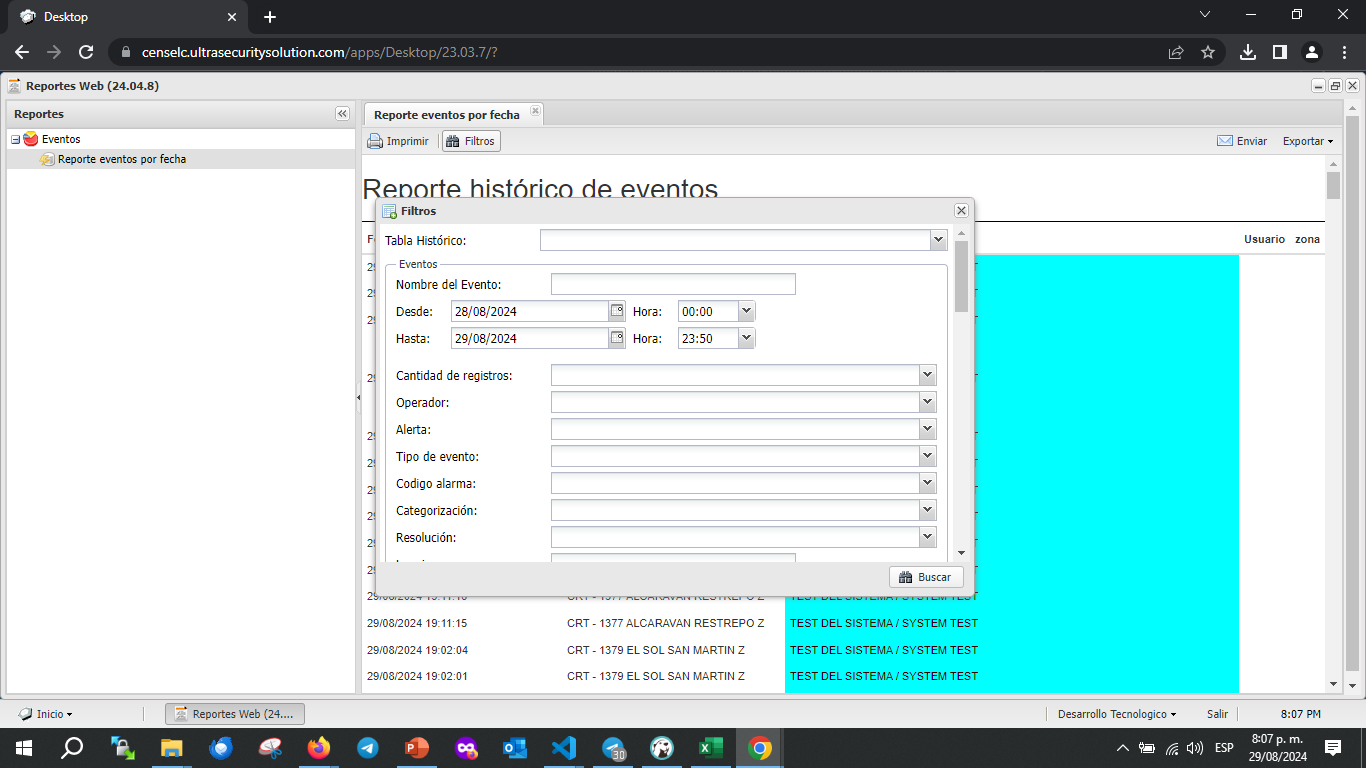 Desktop
censelc.ultrasecuritysolution.com/apps/Desktop/23.03.7/?
Reportes Web (24.04.8)
Reportes
Eventos
Reporte eventos por fecha
Reporte eventos por fecha
Imprimir
Filtros
Enviar
Exportar
Reporte histórico de eventos
Usuario zona
Filtros
Tabla Histórico:
Eventos
Nombre del Evento:
Desde: 28/08/2024 Hora: 00:00
Hasta: 29/08/2024 Hora: 23:50
Cantidad de registros:
Operador:
Alerta:
Tipo de evento:
Codigo alarma:
Categorización:
Resolución:
Buscar
29/08/2024 19:11:15 CRT - 1377 ALCARAVAN RESTREPO Z TEST DEL SISTEMA / SYSTEM TEST
29/08/2024 19:02:04 CRT - 1379 EL SOL SAN MARTIN Z TEST DEL SISTEMA / SYSTEM TEST
29/08/2024 19:02:01 CRT - 1379 EL SOL SAN MARTIN Z TEST DEL SISTEMA / SYSTEM TEST
Inicio
Reportes Web (24....
Desarrollo Tecnologico
Salir
8:07 PM
30
ESP
8:07 p. m.
29/08/2024